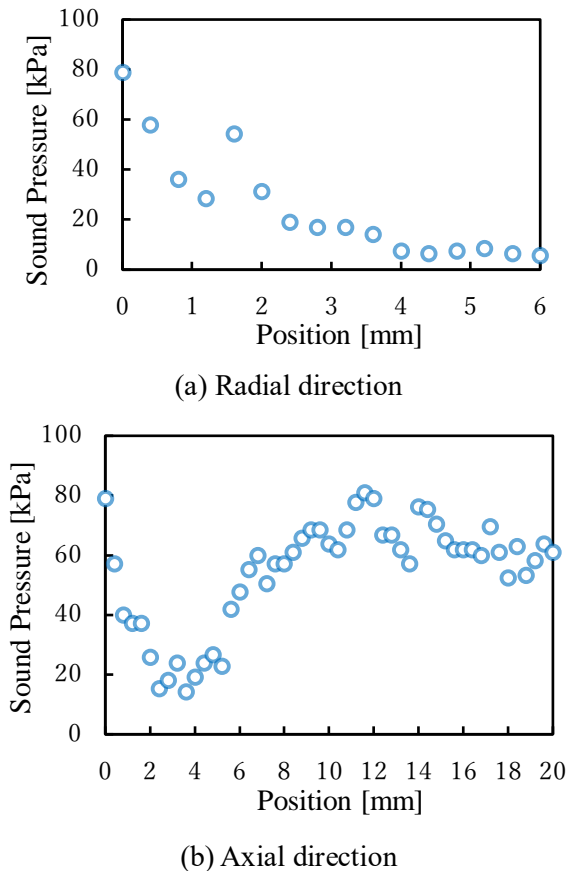 100
80
60
40
20
0
Sound Pressure [kPa]
0 1 2 3 4 5 6
Position [mm]
(a) Radial direction
100
80
60
40
20
0
Sound Pressure [kPa]
0 2 4 6 8 10 12 14 16 18 20
Position [mm]
(b) Axial direction